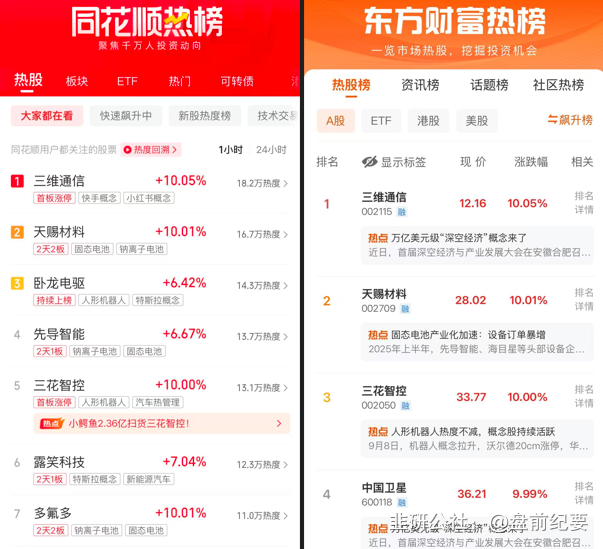 同花顺热榜
聚焦千万人投资动向
热股 板块 ETF 热门 可转债
大家都在看 快速飙升中 新股热度榜 技术交易
同花顺用户都关注的股票 热度回溯 > 1小时 24小时
1 三维通信 +10.05% 18.2万热度 >
首板涨停 快手概念 小红书概念
2 天赐材料 +10.01% 16.7万热度 >
2天2板 固态电池 钠离子电池
3 卧龙电驱 +6.42% 14.3万热度 >
持续上榜 人形机器人 特斯拉概念
4 先导智能 +6.67% 13.7万热度 >
2天1板 钠离子电池 固态电池
5 三花智控 +10.00% 13.1万热度 >
首板涨停 人形机器人 汽车热管理
热点 小鳄鱼2.36亿扫货三花智控! >
6 露笑科技 +7.04% 12.3万热度 >
2天1板 特斯拉概念 新能源汽车
7 多氟多 +10.01% 11.0万热度 >
2天2板 钠离子电池 固态电池
东方财富热榜
一览市场热股，挖掘投资机会
热股榜 资讯榜 话题榜 社区热榜
A股 ETF 港股 美股 飙升榜
排名 显示标签 现价 涨跌幅 相关
1 三维通信 12.16 10.05% 排名
002115 融 详情
热点 万亿美元级“深空经济”概念来了
近日，首届深空经济与产业发展大会在安徽合肥召...
2 天赐材料 28.02 10.01% 排名
002709 融 详情
热点 固态电池产业化加速：设备订单暴增
2025年上半年，先导智能、海目星等头部设备企...
3 三花智控 33.77 10.00% 排名
002050 融 详情
热点 人形机器人热度不减，概念股持续活跃
9月8日，机器人概念拉升，沃尔德20cm涨停，华...
4 中国卫星 36.21 9.99% 排名
600118 融 详情
热点 万亿美元级“深空经济”概念来了
近日，首届深空经济与产业发展大会在安徽合肥召...
韭研公社 @盘前纪要